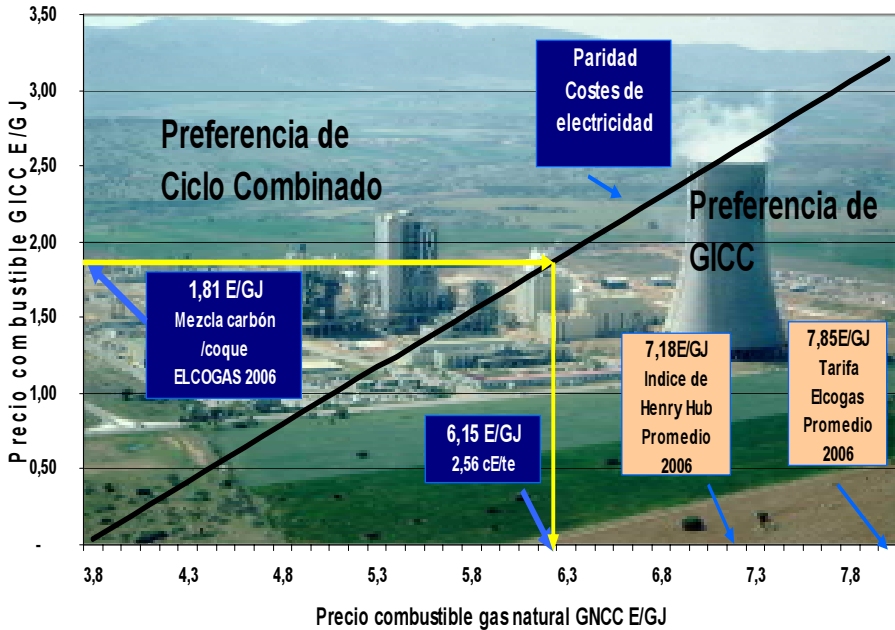 3,50
3,00
2,50
2,00
1,50
1,00
0,50
-
Precio combustible GICC E/GJ
Preferencia de
Ciclo Combinado
Paridad
Costes de
electricidad
Preferencia de
GICC
1,81 E/GJ
Mezcla carbón
/coque
ELCOGAS 2006
6,15 E/GJ
2,56 cE/te
7,18E/GJ
Indice de
Henry Hub
Promedio
2006
7,85E/GJ
Tarifa
Elcogas
Promedio
2006
3,8 4,3 4,8 5,3 5,8 6,3 6,8 7,3 7,8
Precio combustible gas natural GNCC E/GJ